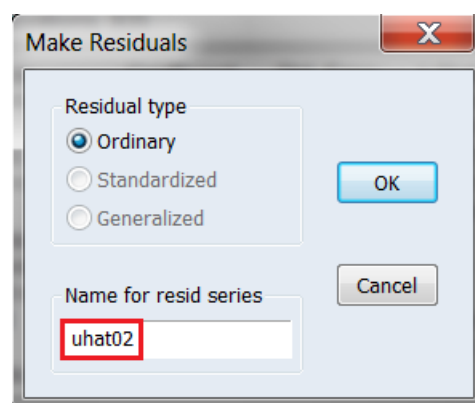 Make Residuals
X
Residual type
Ordinary
Standardized
Generalized
OK
Name for resid series
uhat02
Cancel